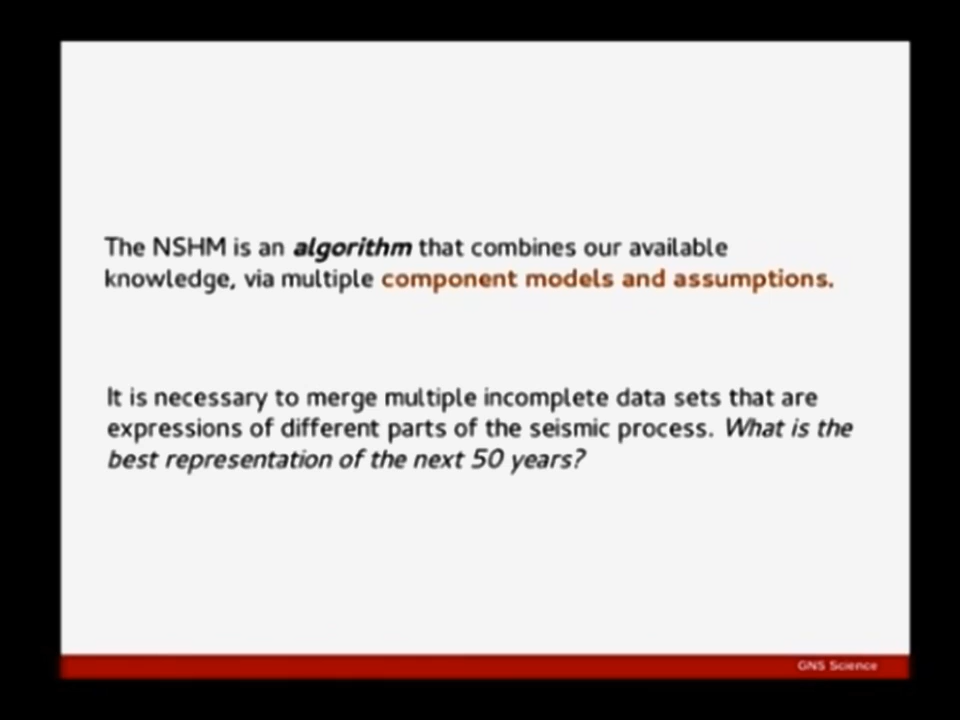 The NSHM is an algorithm that combines our available
knowledge, via multiple component models and assumptions.
It is necessary to merge multiple incomplete data sets that are
expressions of different parts of the seismic process. What is the
best representation of the next 50 years?
GNS Science